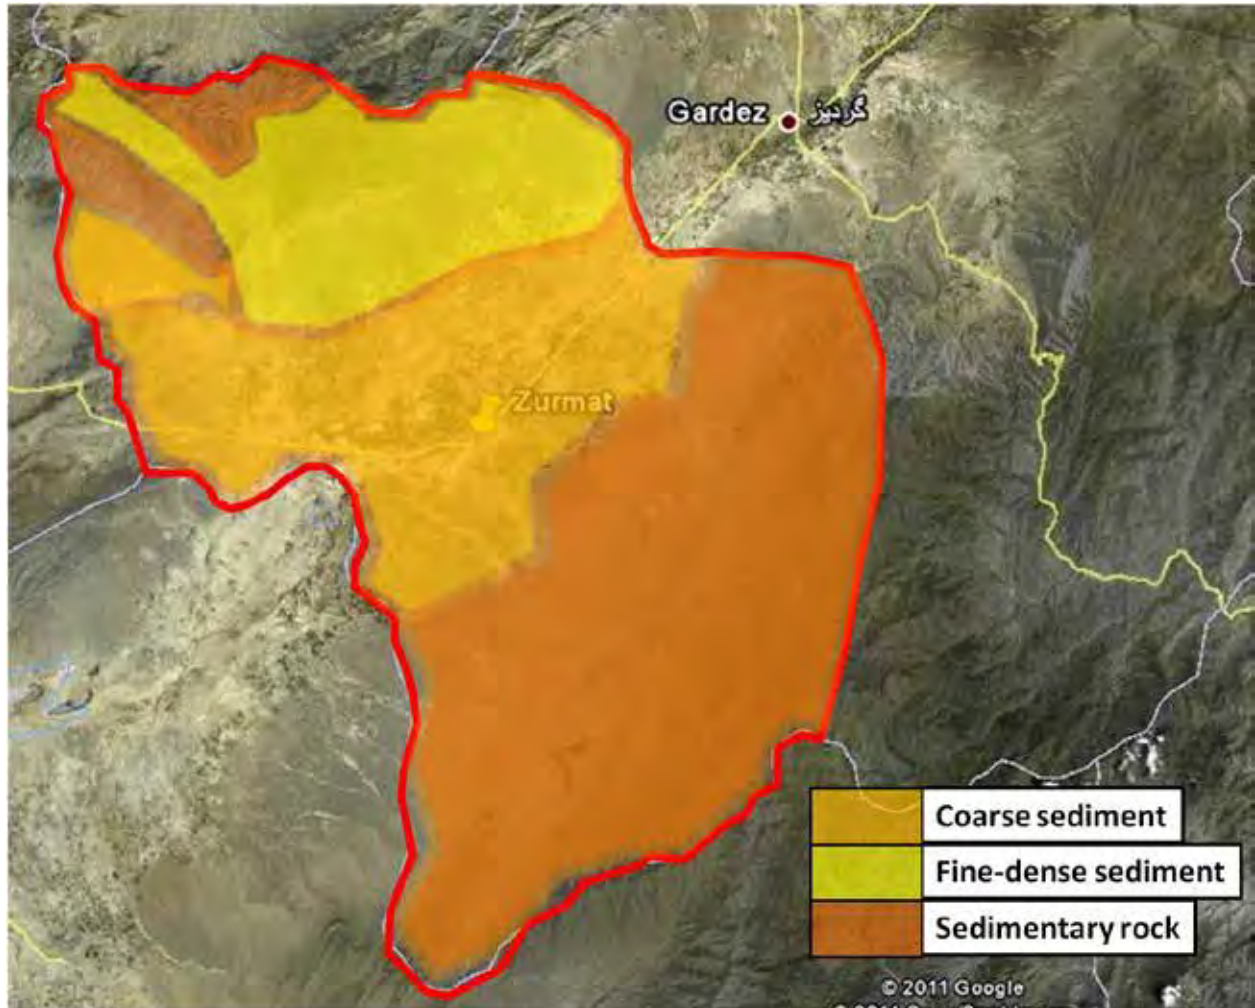 Gardez گردیز
Zurmat
Coarse sediment
Fine-dense sediment
Sedimentary rock
© 2011 Google